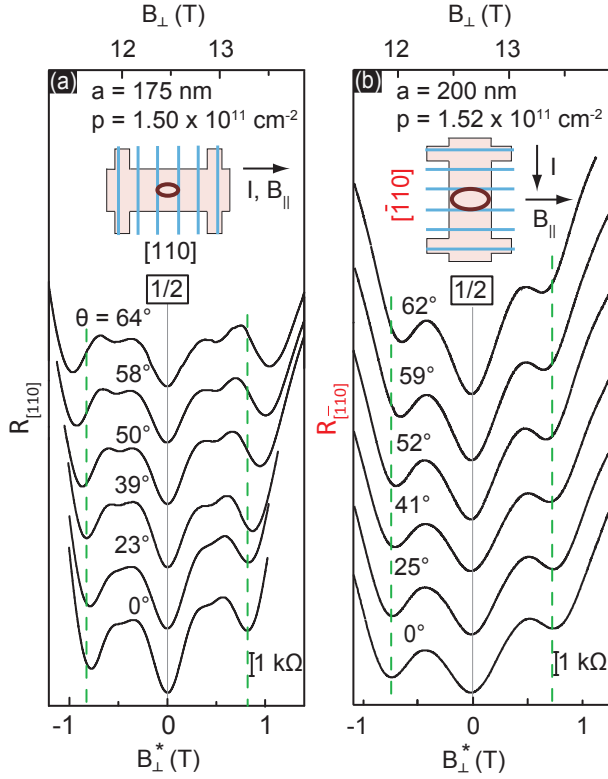 B⊥(T)
12 13
(a)
a = 175 nm
p = 1.50 x 10¹¹ cm⁻²
I, B||
[110]
1/2
θ = 64°
58°
50°
39°
23°
0°
1 kΩ
R[110]
-1 0 1
B*⊥(T)
B⊥(T)
12 13
(b)
a = 200 nm
p = 1.52 x 10¹¹ cm⁻²
I
B||
[1̄10]
1/2
62°
59°
52°
41°
25°
0°
1 kΩ
R[1̄10]
-1 0 1
B*⊥(T)